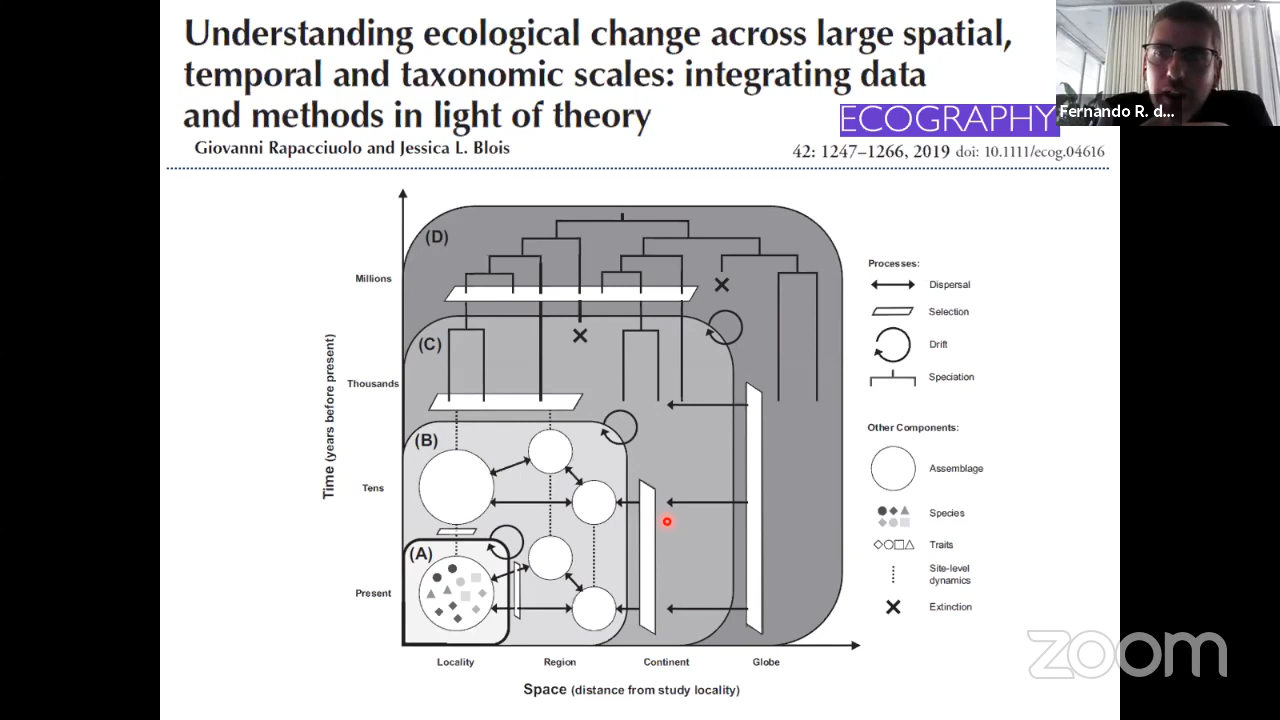 Understanding ecological change across large spatial,
temporal and taxonomic scales: integrating data
and methods in light of theory
ECOGRAPHY
Fernando R. d...
Giovanni Rapacciuolo and Jessica L. Blois
42: 1247–1266, 2019 doi: 10.1111/ecog.04616
(D)
Millions
(C)
Thousands
(B)
Tens
(A)
Present
Time (years before present)
Locality
Region
Continent
Globe
Space (distance from study locality)
Processes:
Dispersal
Selection
Drift
Speciation
Other Components:
Assemblage
Species
Traits
Site-level
dynamics
Extinction
zoom